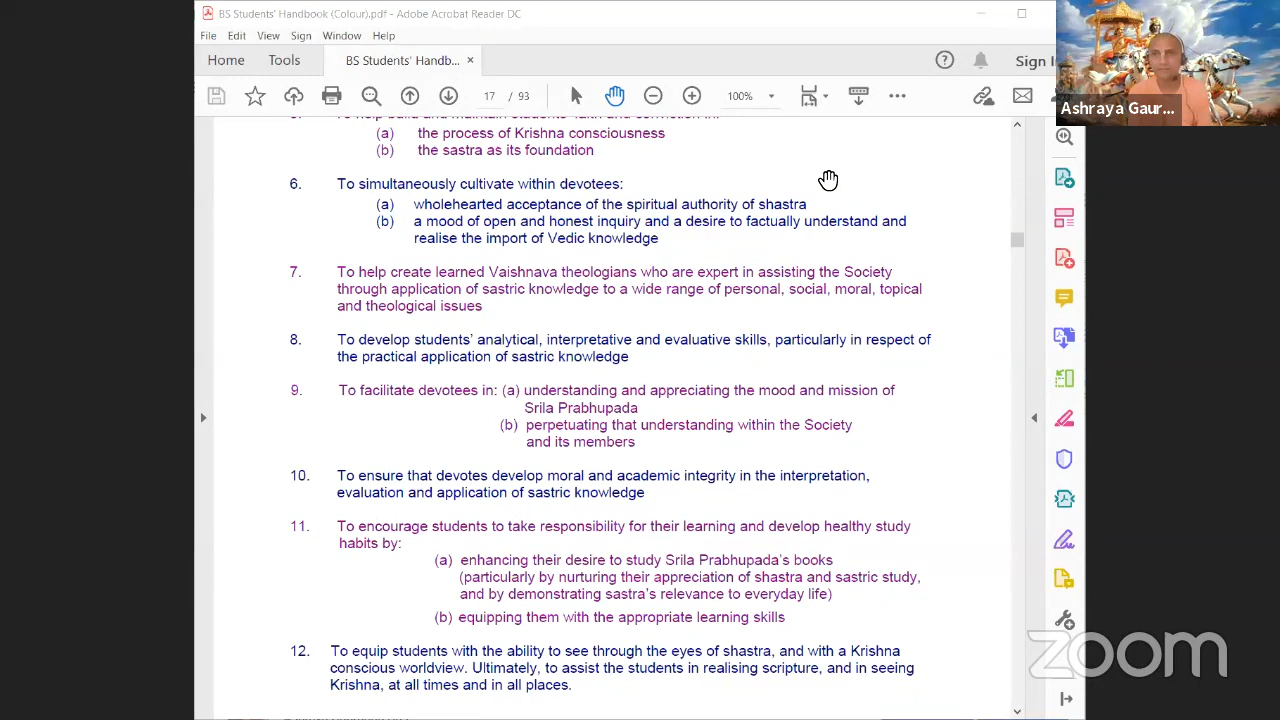 BS Students' Handbook (Colour).pdf - Adobe Acrobat Reader DC
File Edit View Sign Window Help
Home Tools BS Students' Handb... × Sign I
17 / 93 100%
Ashraya Gaur...
(a) the process of Krishna consciousness
(b) the sastra as its foundation
6. To simultaneously cultivate within devotees:
(a) wholehearted acceptance of the spiritual authority of shastra
(b) a mood of open and honest inquiry and a desire to factually understand and
realise the import of Vedic knowledge
7. To help create learned Vaishnava theologians who are expert in assisting the Society
through application of sastric knowledge to a wide range of personal, social, moral, topical
and theological issues
8. To develop students' analytical, interpretative and evaluative skills, particularly in respect of
the practical application of sastric knowledge
9. To facilitate devotees in: (a) understanding and appreciating the mood and mission of
Srila Prabhupada
(b) perpetuating that understanding within the Society
and its members
10. To ensure that devotes develop moral and academic integrity in the interpretation,
evaluation and application of sastric knowledge
11. To encourage students to take responsibility for their learning and develop healthy study
habits by:
(a) enhancing their desire to study Srila Prabhupada's books
(particularly by nurturing their appreciation of shastra and sastric study,
and by demonstrating sastra's relevance to everyday life)
(b) equipping them with the appropriate learning skills
12. To equip students with the ability to see through the eyes of shastra, and with a Krishna
conscious worldview. Ultimately, to assist the students in realising scripture, and in seeing
Krishna, at all times and in all places.
zoom